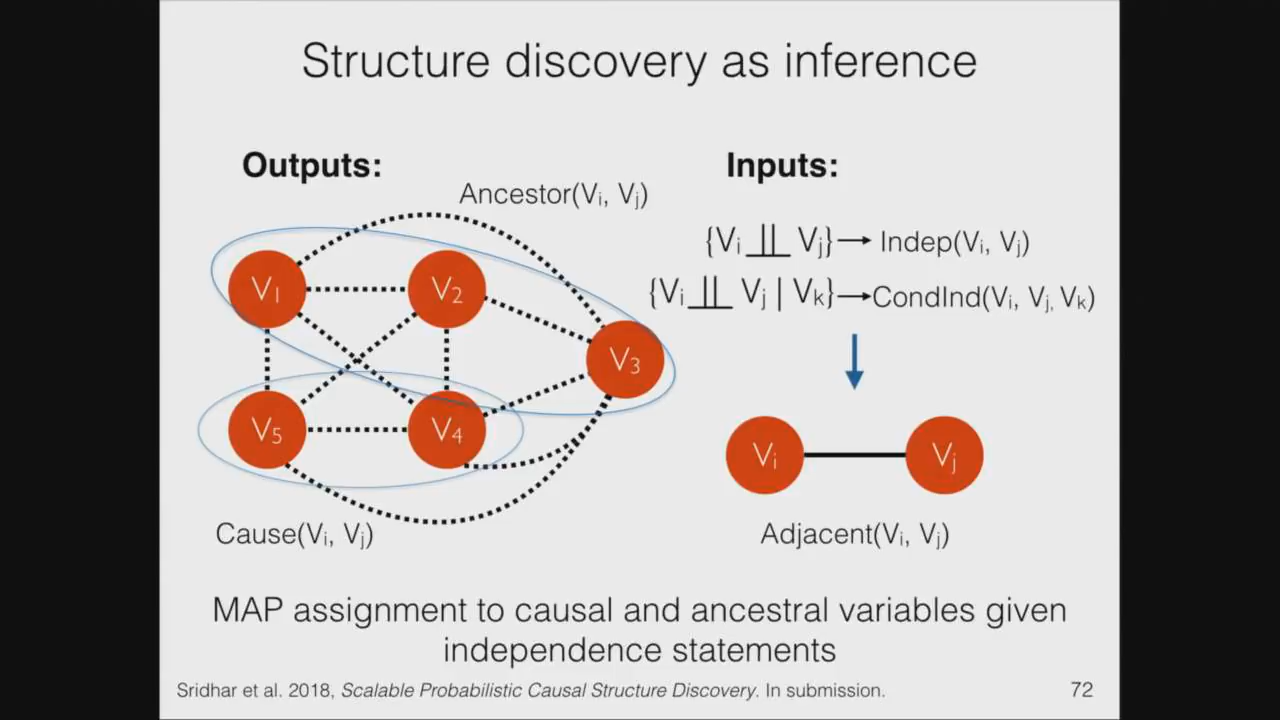 Structure discovery as inference
Outputs:
Ancestor(Vi, Vj)
V1
V2
V3
V5
V4
Cause(Vi, Vj)
Inputs:
{Vi ⫫ Vj} → Indep(Vi, Vj)
{Vi ⫫ Vj | Vk} → CondInd(Vi, Vj, Vk)
Vi
Vj
Adjacent(Vi, Vj)
MAP assignment to causal and ancestral variables given
independence statements
Sridhar et al. 2018, Scalable Probabilistic Causal Structure Discovery. In submission.
72